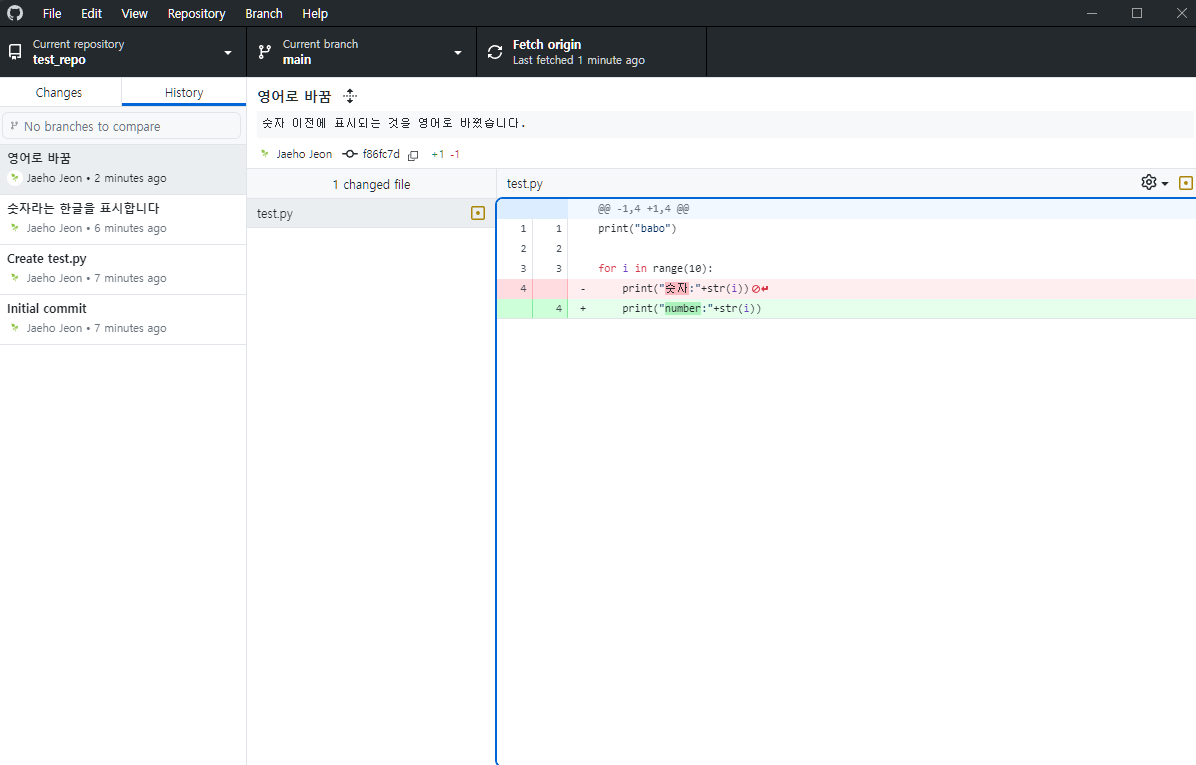 File Edit View Repository Branch Help
Current repository
test_repo
Current branch
main
Fetch origin
Last fetched 1 minute ago
Changes History
No branches to compare
영어로 바꿈
Jaeho Jeon • 2 minutes ago
숫자라는 한글을 표시합니다
Jaeho Jeon • 6 minutes ago
Create test.py
Jaeho Jeon • 7 minutes ago
Initial commit
Jaeho Jeon • 7 minutes ago
영어로 바꿈
숫자 이전에 표시되는 것을 영어로 바꿨습니다.
Jaeho Jeon f86fc7d +1 -1
1 changed file
test.py
test.py
@@ -1,4 +1,4 @@
1 1 print("babo")
2 2
3 3 for i in range(10):
4 - print("숫자:"+str(i))
4 + print("number:"+str(i))